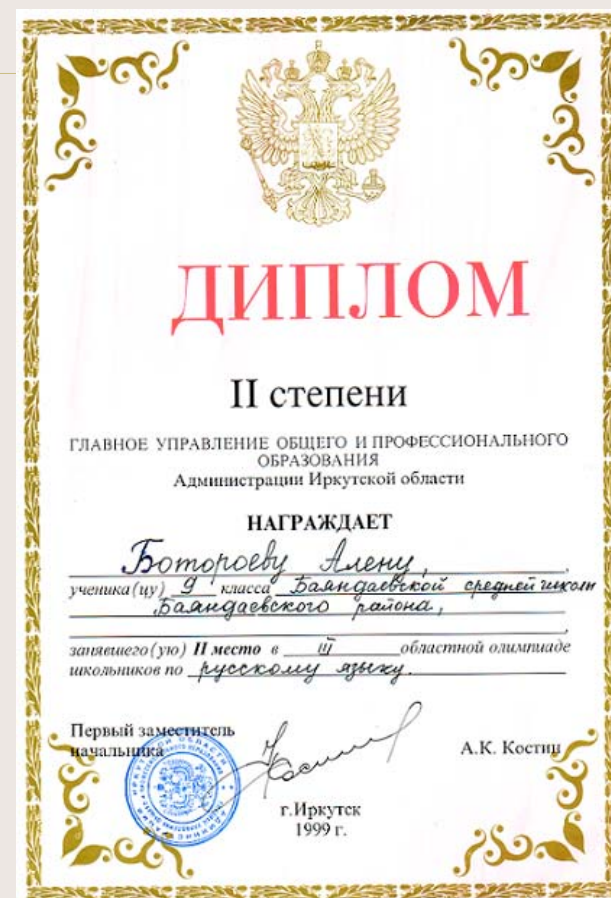 ДИПЛОМ
II степени
ГЛАВНОЕ УПРАВЛЕНИЕ ОБЩЕГО И ПРОФЕССИОНАЛЬНОГО
ОБРАЗОВАНИЯ
Администрации Иркутской области
НАГРАЖДАЕТ
Ботороеву Алену,
ученика(цу) 9 класса Баяндаевской средней школы
Баяндаевского района,
занявшего(ую) II место в III областной олимпиаде
школьников по русскому языку.
Первый заместитель
начальника
А.К. Костин
г.Иркутск
1999 г.